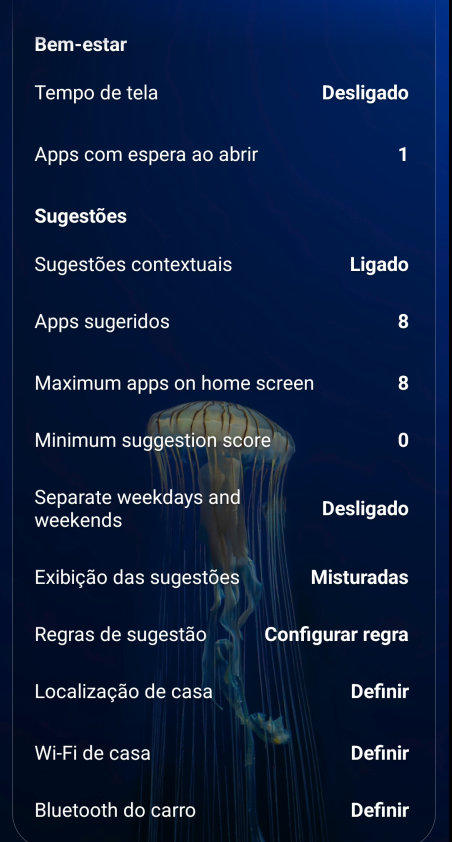 Bem-estar
Tempo de tela Desligado
Apps com espera ao abrir 1
Sugestões
Sugestões contextuais Ligado
Apps sugeridos 8
Maximum apps on home screen 8
Minimum suggestion score 0
Separate weekdays and
weekends Desligado
Exibição das sugestões Misturadas
Regras de sugestão Configurar regra
Localização de casa Definir
Wi-Fi de casa Definir
Bluetooth do carro Definir